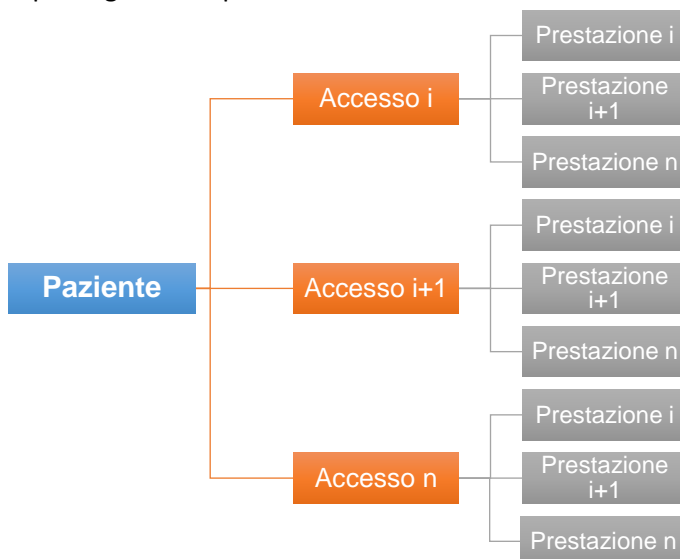 Prestazione i
Accesso i
Prestazione
i+1
Prestazione n
Prestazione i
Paziente
Accesso i+1
Prestazione
i+1
Prestazione n
Prestazione i
Accesso n
Prestazione
i+1
Prestazione n